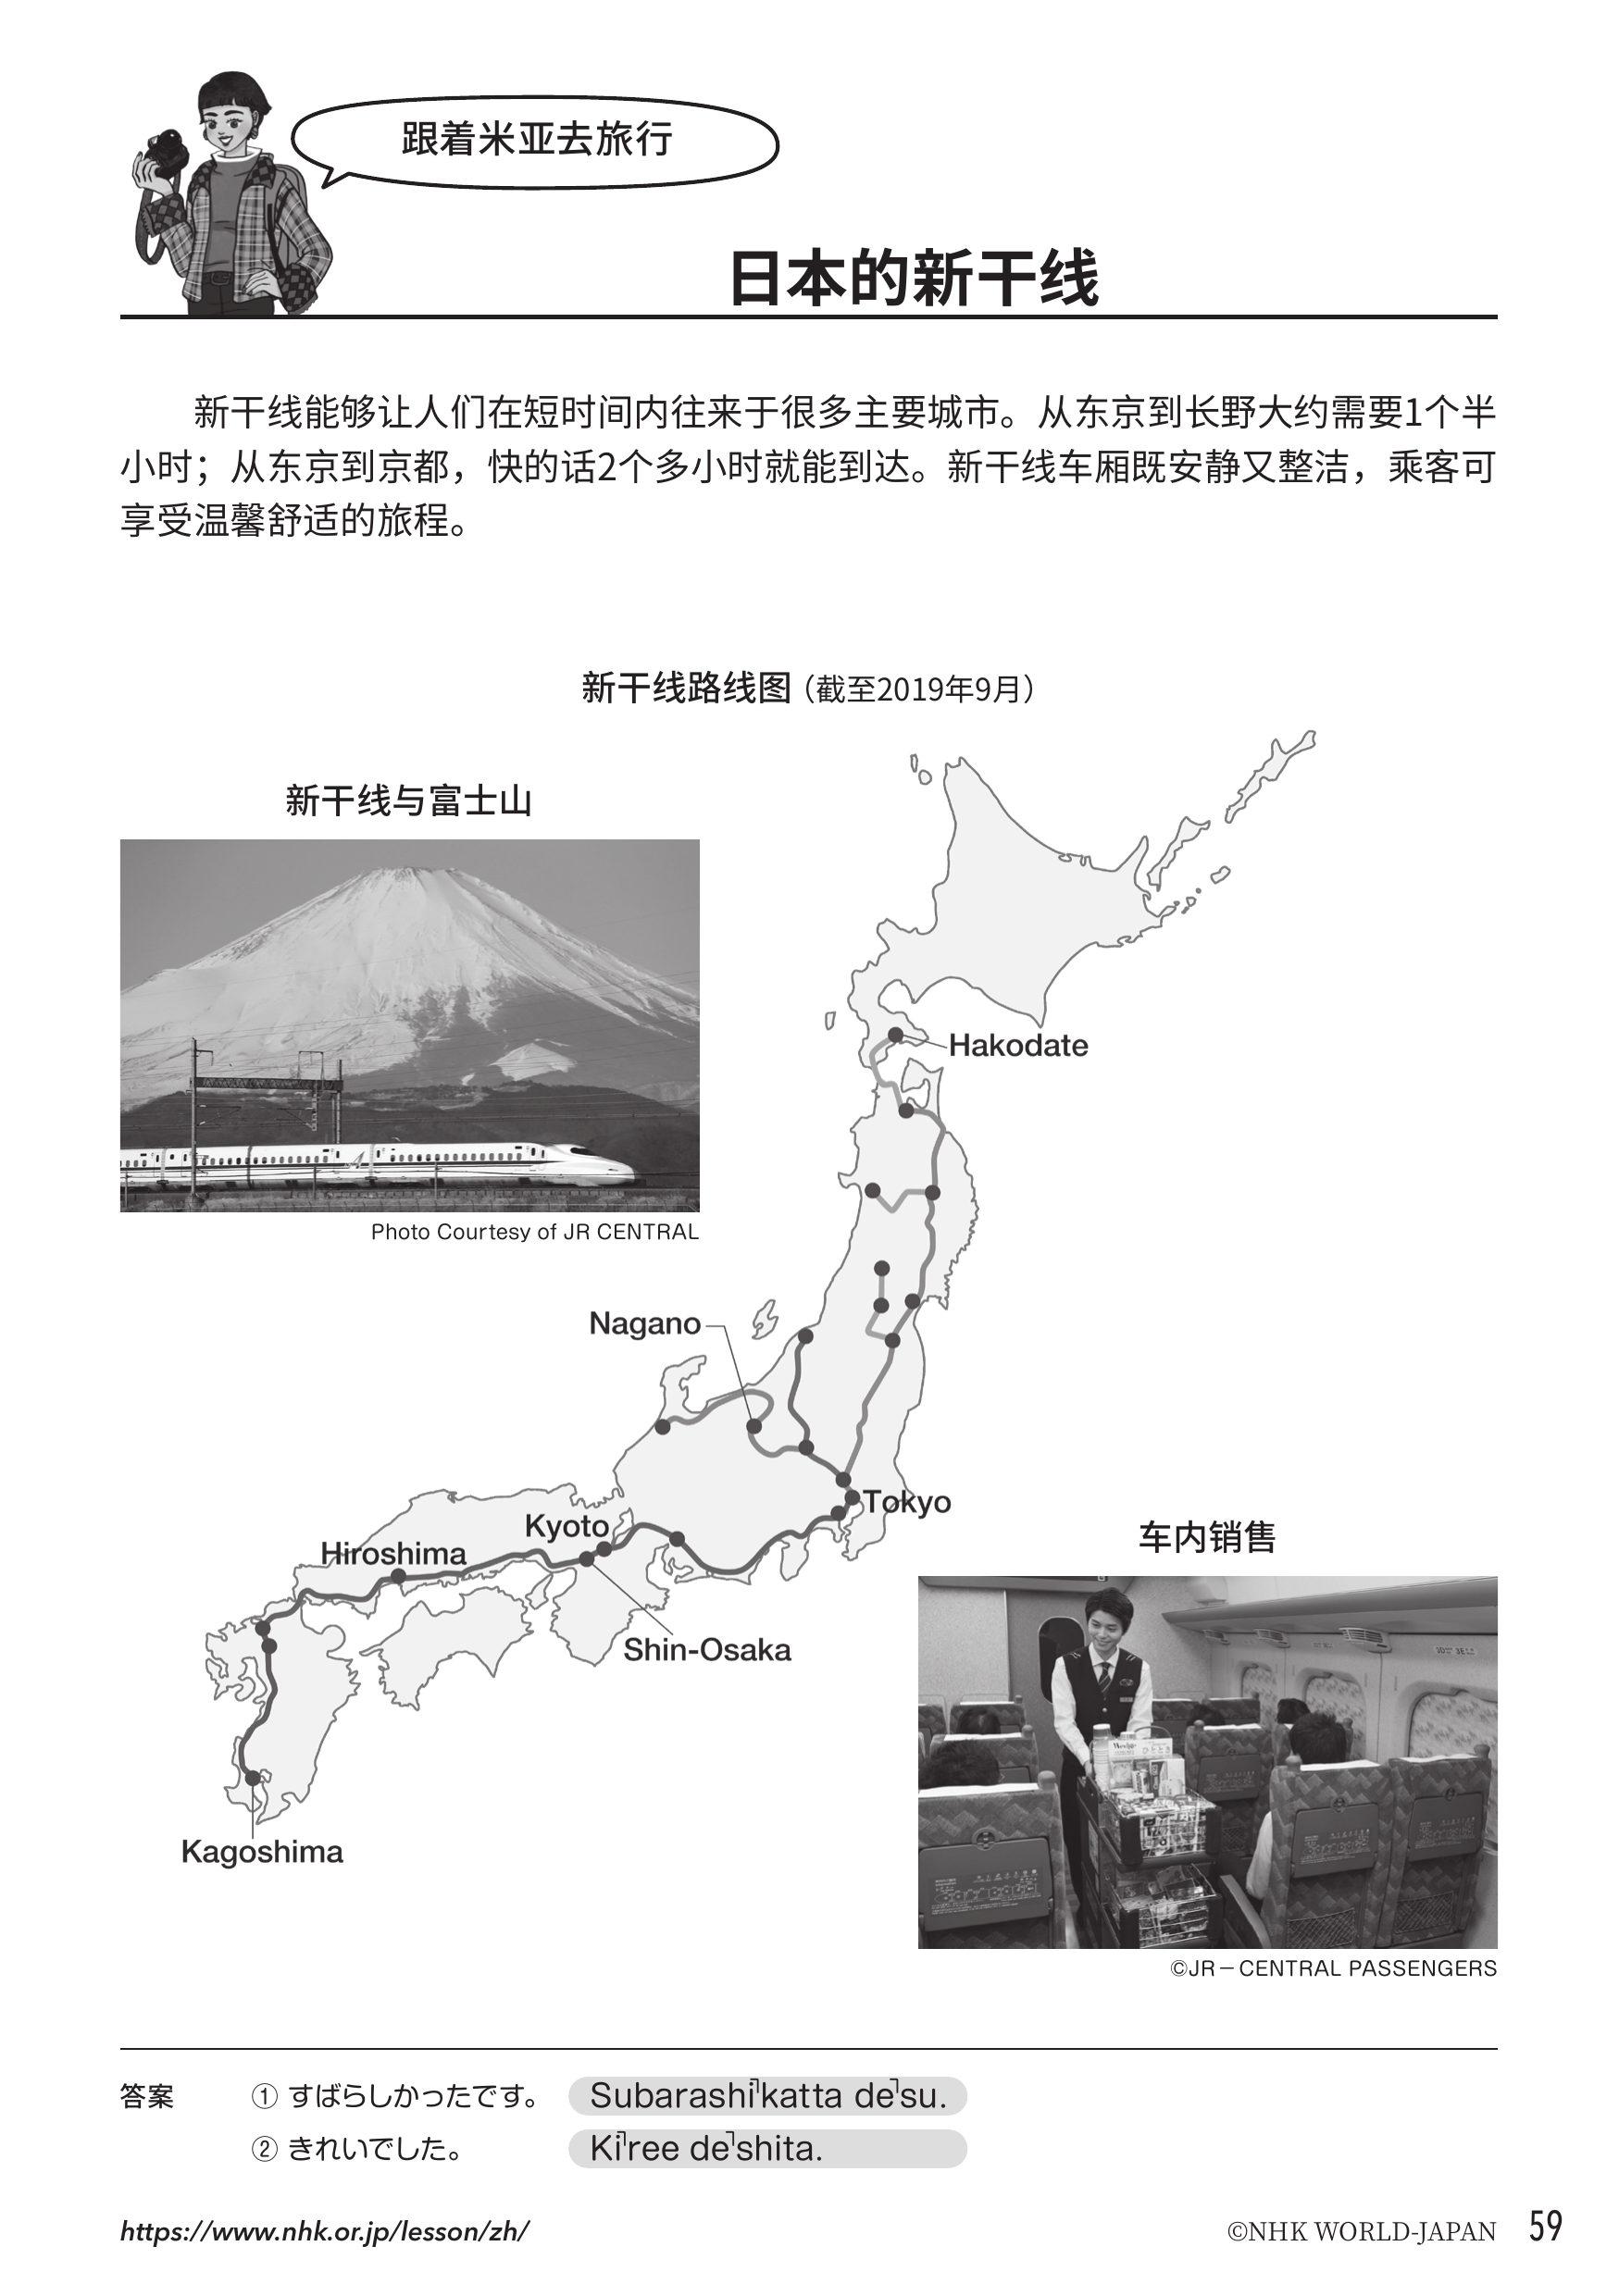 跟着米亚去旅行
日本的新干线
新干线能够让人们在短时间内往来于很多主要城市。从东京到长野大约需要1个半
小时；从东京到京都，快的话2个多小时就能到达。新干线车厢既安静又整洁，乘客可
享受温馨舒适的旅程。
新干线路线图（截至2019年9月）
新干线与富士山
Photo Courtesy of JR CENTRAL
Hakodate
Nagano
Tokyo
Kyoto
Hiroshima
Shin-Osaka
Kagoshima
车内销售
©JR－CENTRAL PASSENGERS
答案 ① すばらしかったです。 Subarashi⌝katta de⌝su.
② きれいでした。 Ki⌝ree de⌝shita.
https://www.nhk.or.jp/lesson/zh/ ©NHK WORLD-JAPAN 59